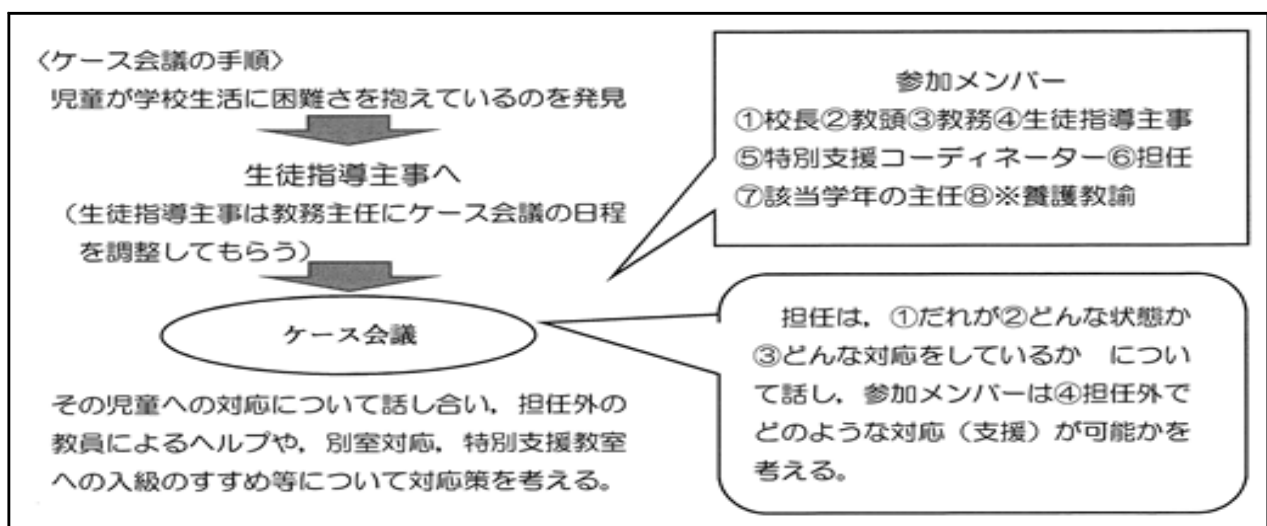 〈ケース会議の手順〉
児童が学校生活に困難さを抱えているのを発見
生徒指導主事へ
（生徒指導主事は教務主任にケース会議の日程
を調整してもらう）
ケース会議
その児童への対応について話し合い，担任外の
教員によるヘルプや，別室対応，特別支援教室
への入級のすすめ等について対応策を考える。
参加メンバー
①校長②教頭③教務④生徒指導主事
⑤特別支援コーディネーター⑥担任
⑦該当学年の主任⑧※養護教諭
担任は，①だれが②どんな状態か
③どんな対応をしているか　につい
て話し，参加メンバーは④担任外で
どのような対応（支援）が可能かを
考える。